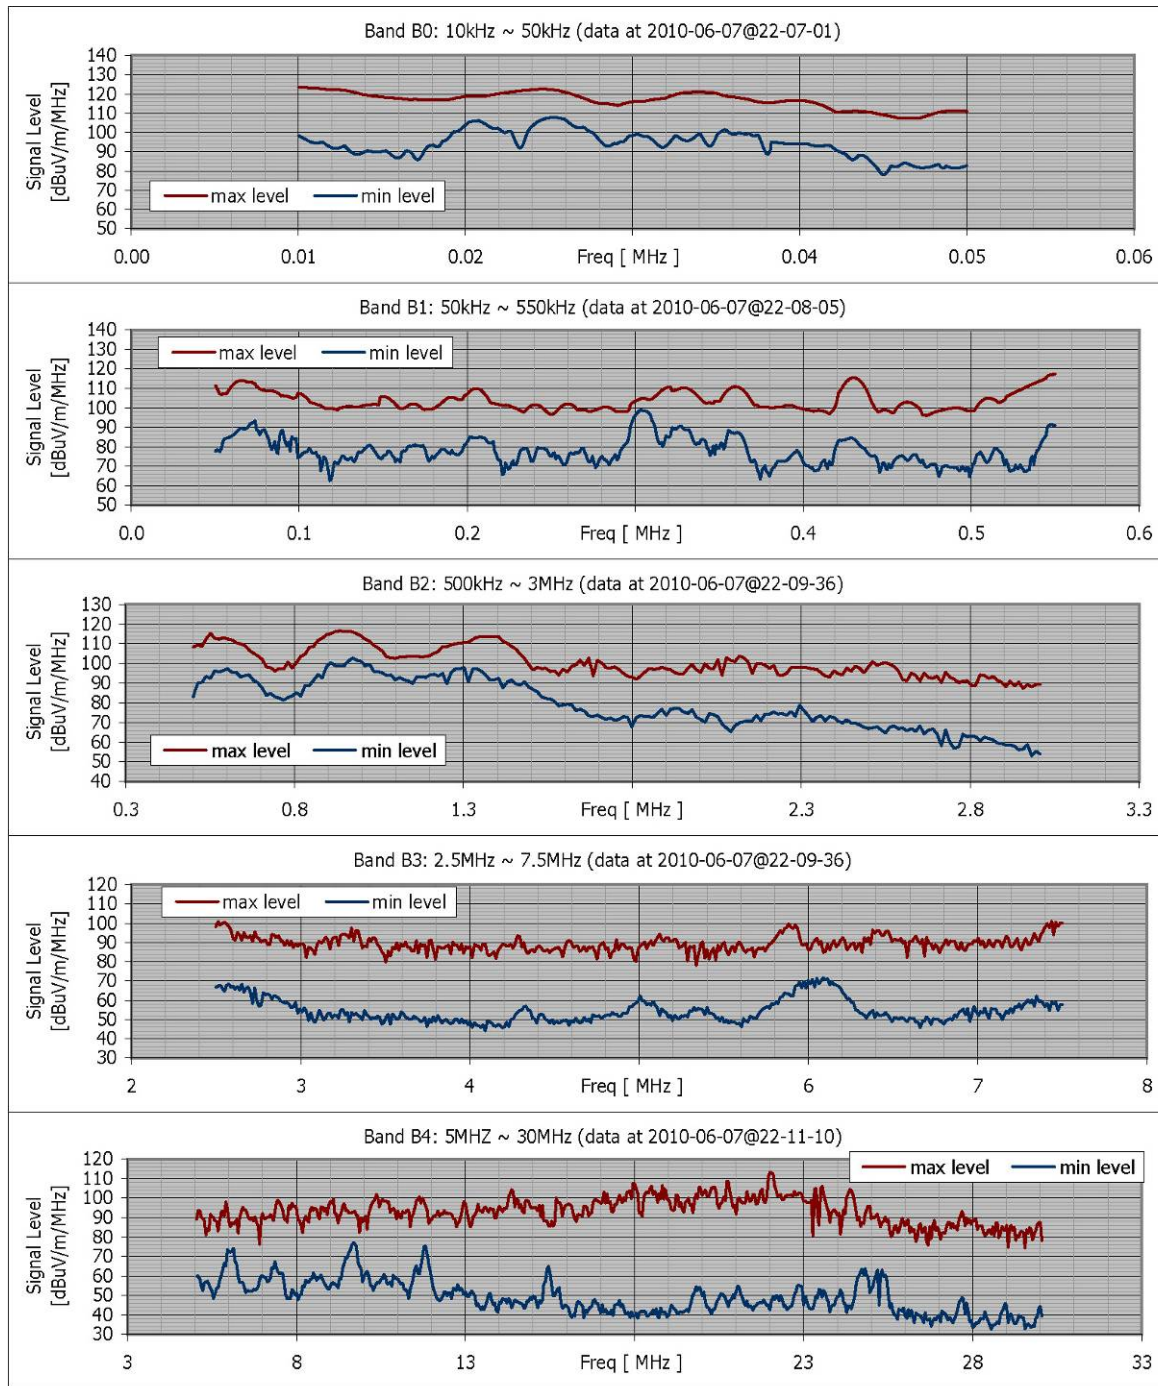 Band B0: 10kHz ~ 50kHz (data at 2010-06-07@22-07-01)
Signal Level
[dBuV/m/MHz]
140
130
120
110
100
90
80
70
60
50
max level min level
0.00 0.01 0.02 Freq [ MHz ] 0.04 0.05 0.06
Band B1: 50kHz ~ 550kHz (data at 2010-06-07@22-08-05)
Signal Level
[dBuV/m/MHz]
140
130
120
110
100
90
80
70
60
50
max level min level
0.0 0.1 0.2 Freq [ MHz ] 0.4 0.5 0.6
Band B2: 500kHz ~ 3MHz (data at 2010-06-07@22-09-36)
Signal Level
[dBuV/m/MHz]
130
120
110
100
90
80
70
60
50
40
max level min level
0.3 0.8 1.3 Freq [ MHz ] 2.3 2.8 3.3
Band B3: 2.5MHz ~ 7.5MHz (data at 2010-06-07@22-09-36)
Signal Level
[dBuV/m/MHz]
120
110
100
90
80
70
60
50
40
30
max level min level
2 3 4 Freq [ MHz ] 6 7 8
Band B4: 5MHZ ~ 30MHz (data at 2010-06-07@22-11-10)
Signal Level
[dBuV/m/MHz]
120
110
100
90
80
70
60
50
40
30
max level min level
3 8 13 Freq [ MHz ] 23 28 33